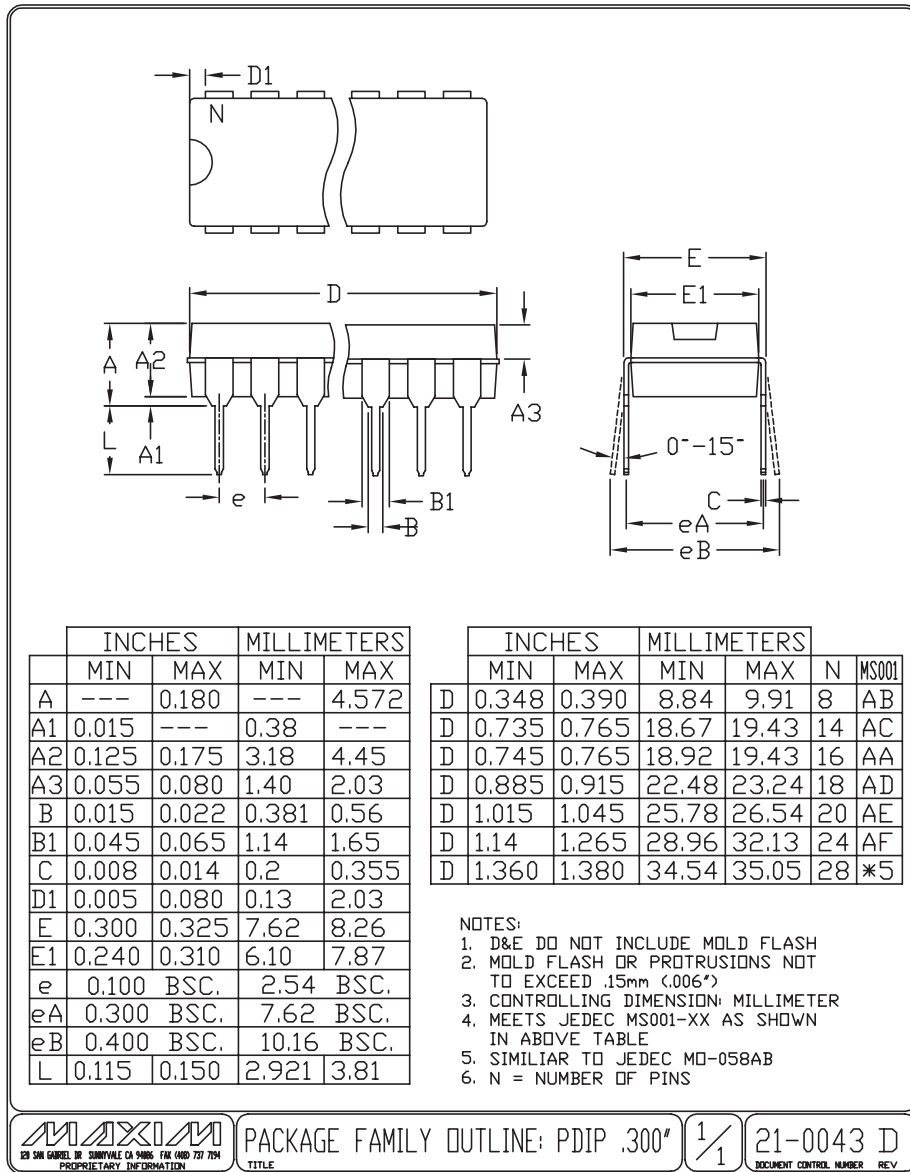 D1
N
E
D
E1
A
A2
A3
L
A1
0°-15°
e
B1
C
B
eA
eB
INCHES MILLIMETERS
MIN MAX MIN MAX
A --- 0.180 --- 4.572
A1 0.015 --- 0.38 ---
A2 0.125 0.175 3.18 4.45
A3 0.055 0.080 1.40 2.03
B 0.015 0.022 0.381 0.56
B1 0.045 0.065 1.14 1.65
C 0.008 0.014 0.2 0.355
D1 0.005 0.080 0.13 2.03
E 0.300 0.325 7.62 8.26
E1 0.240 0.310 6.10 7.87
e 0.100 BSC. 2.54 BSC.
eA 0.300 BSC. 7.62 BSC.
eB 0.400 BSC. 10.16 BSC.
L 0.115 0.150 2.921 3.81
INCHES MILLIMETERS
MIN MAX MIN MAX N MS001
D 0.348 0.390 8.84 9.91 8 AB
D 0.735 0.765 18.67 19.43 14 AC
D 0.745 0.765 18.92 19.43 16 AA
D 0.885 0.915 22.48 23.24 18 AD
D 1.015 1.045 25.78 26.54 20 AE
D 1.14 1.265 28.96 32.13 24 AF
D 1.360 1.380 34.54 35.05 28 *5
NOTES:
1. D&E DO NOT INCLUDE MOLD FLASH
2. MOLD FLASH OR PROTRUSIONS NOT
TO EXCEED .15mm (.006")
3. CONTROLLING DIMENSION: MILLIMETER
4. MEETS JEDEC MS001-XX AS SHOWN
IN ABOVE TABLE
5. SIMILIAR TO JEDEC MO-058AB
6. N = NUMBER OF PINS
MAXIM
120 SAN GABRIEL DR SUNNYVALE CA 94086 FAX (408) 737 7194
PROPRIETARY INFORMATION
PACKAGE FAMILY OUTLINE: PDIP .300"
TITLE
1/1
21-0043 D
DOCUMENT CONTROL NUMBER REV